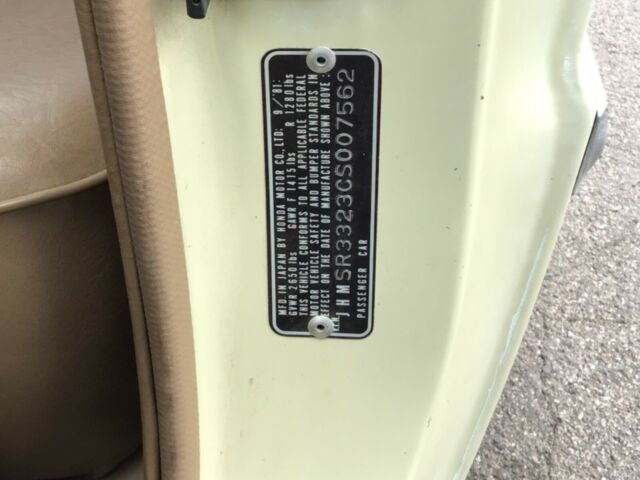 MFD. IN JAPAN BY HONDA MOTOR CO., LTD; 9/81;
GVWR 2650 lbs GAWR F 1415 lbs R 1280 lbs
THIS VEHICLE CONFORMS TO ALL APPLICABLE FEDERAL
MOTOR VEHICLE SAFETY AND BUMPER STANDARDS IN
EFFECT ON THE DATE OF MANUFACTURE SHOWN ABOVE:
JHMSR3323CS007562
PASSENGER CAR